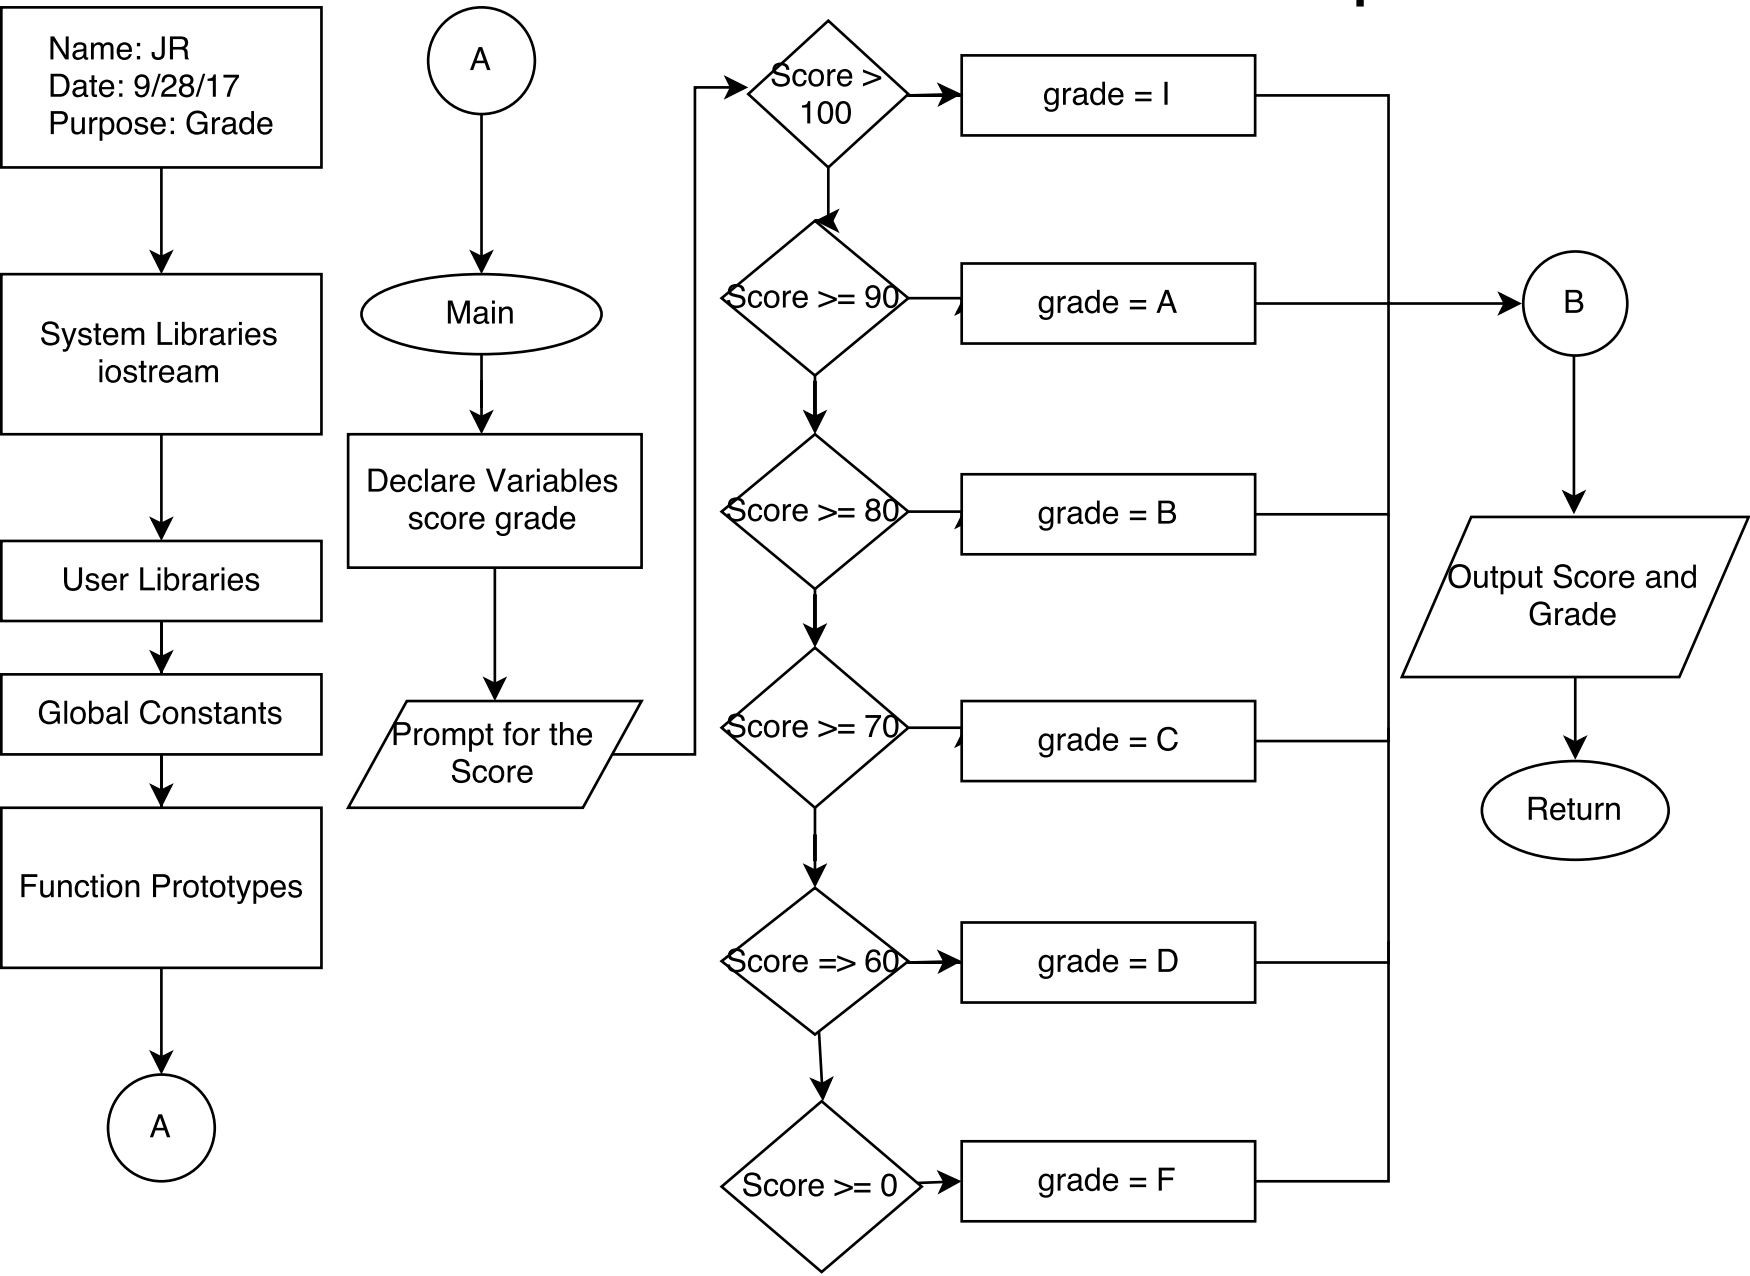 Name: JR
Date: 9/28/17
Purpose: Grade
System Libraries
iostream
User Libraries
Global Constants
Function Prototypes
A
A
Main
Declare Variables
score grade
Prompt for the
Score
Score >
100
grade = I
Score >= 90
grade = A
Score >= 80
grade = B
Score >= 70
grade = C
Score => 60
grade = D
Score >= 0
grade = F
B
Output Score and
Grade
Return